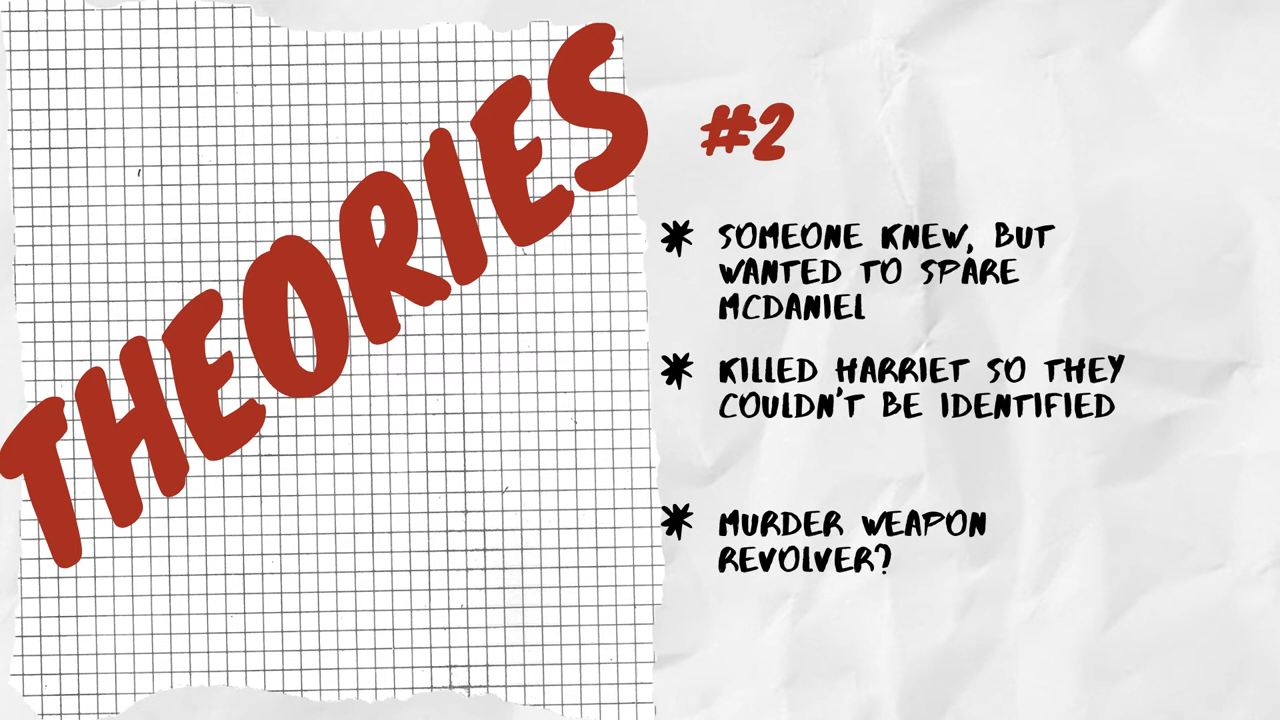 THEORIES
#2
SOMEONE KNEW, BUT
WANTED TO SPARE
MCDANIEL
KILLED HARRIET SO THEY
COULDN'T BE IDENTIFIED
MURDER WEAPON
REVOLVER?